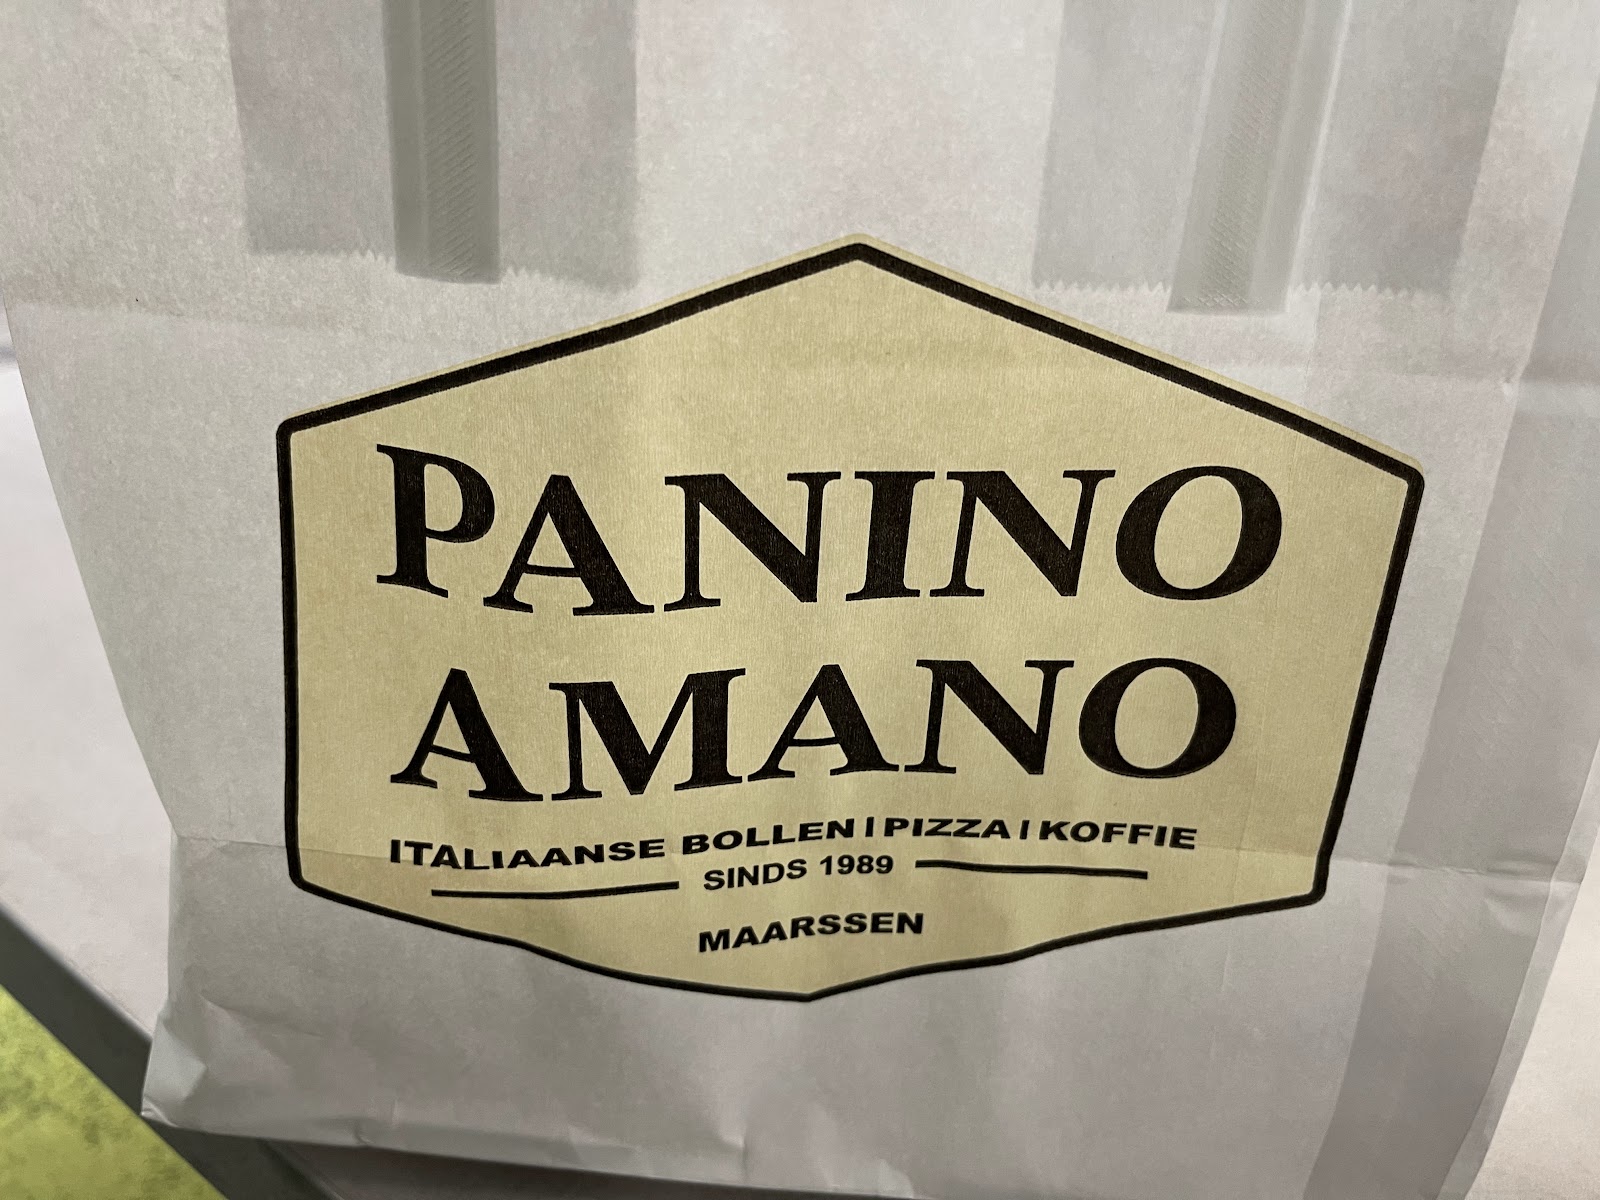 PANINO
AMANO
ITALIAANSE BOLLEN | PIZZA | KOFFIE
SINDS 1989
MAARSSEN